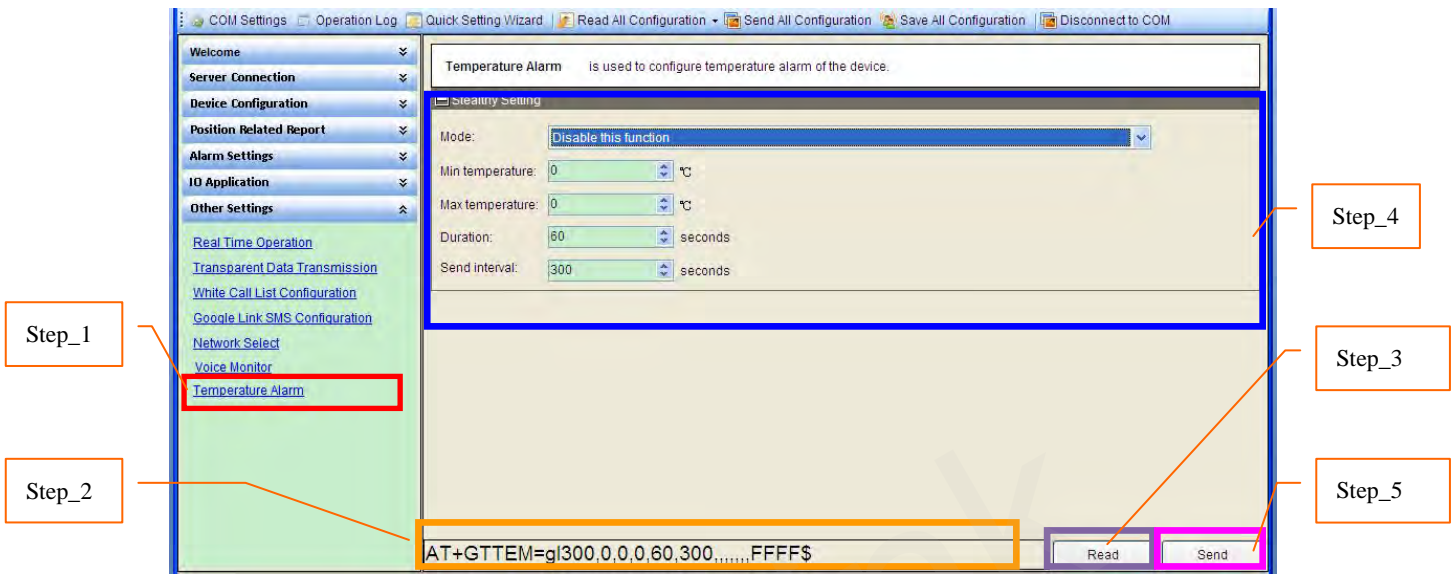 COM Settings Operation Log Quick Setting Wizard Read All Configuration Send All Configuration Save All Configuration Disconnect to COM
Welcome
Server Connection
Device Configuration
Position Related Report
Alarm Settings
IO Application
Other Settings
Real Time Operation
Transparent Data Transmission
White Call List Configuration
Google Link SMS Configuration
Network Select
Voice Monitor
Temperature Alarm
Temperature Alarm is used to configure temperature alarm of the device.
Stealthy Setting
Mode: Disable this function
Min temperature: 0 ℃
Max temperature: 0 ℃
Duration: 60 seconds
Send interval: 300 seconds
AT+GTTEM=gl300,0,0,0,60,300,,,,,,,FFFF$
Read
Send
Step_1
Step_2
Step_3
Step_4
Step_5